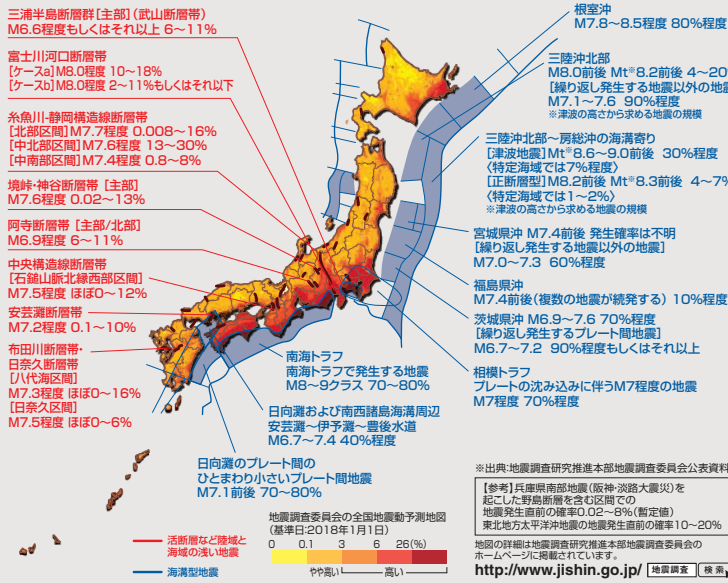 三浦半島断層群[主部](武山断層帯)
M6.6程度もしくはそれ以上 6〜11%
富士川河口断層帯
[ケースa]M8.0程度 10〜18%
[ケースb]M8.0程度 2〜11%もしくはそれ以下
糸魚川-静岡構造線断層帯
[北部区間]M7.7程度 0.008〜16%
[中北部区間]M7.6程度 13〜30%
[中南部区間]M7.4程度 0.8〜8%
境峠・神谷断層帯 [主部]
M7.6程度 0.02〜13%
阿寺断層帯 [主部/北部]
M6.9程度 6〜11%
中央構造線断層帯
[石鎚山脈北縁西部区間]
M7.5程度 ほぼ0〜12%
安芸灘断層帯
M7.2程度 0.1〜10%
布田川断層帯・
日奈久断層帯
[八代海区間]
M7.3程度 ほぼ0〜16%
[日奈久区間]
M7.5程度 ほぼ0〜6%
根室沖
M7.8〜8.5程度 80%程度
三陸沖北部
M8.0前後 Mt※8.2前後 4〜20
[繰り返し発生する地震以外の地震
M7.1〜7.6 90%程度
※津波の高さから求める地震の規模
三陸沖北部〜房総沖の海溝寄り
[津波地震]Mt※8.6〜9.0前後 30%程度
〈特定海域では7%程度〉
[正断層型]M8.2前後 Mt※8.3前後 4〜7%
〈特定海域では1〜2%〉
※津波の高さから求める地震の規模
宮城県沖 M7.4前後 発生確率は不明
[繰り返し発生する地震以外の地震]
M7.0〜7.3 60%程度
福島県沖
M7.4前後(複数の地震が続発する) 10%程度
茨城県沖 M6.9〜7.6 70%程度
[繰り返し発生するプレート間地震]
M6.7〜7.2 90%程度もしくはそれ以上
相模トラフ
プレートの沈み込みに伴うM7程度の地震
M7程度 70%程度
南海トラフ
南海トラフで発生する地震
M8〜9クラス 70〜80%
日向灘および南西諸島海溝周辺
安芸灘〜伊予灘〜豊後水道
M6.7〜7.4 40%程度
日向灘のプレート間の
ひとまわり小さいプレート間地震
M7.1前後 70〜80%
活断層など陸域と
海域の浅い地震
海溝型地震
地震調査委員会の全国地震動予測地図
(基準日:2018年1月1日)
0 0.1 3 6 26(%)
やや高い 高い
※出典:地震調査研究推進本部地震調査委員会公表資料
【参考】兵庫県南部地震(阪神・淡路大震災)を
起こした野島断層を含む区間での
地震発生直前の確率0.02〜8%(暫定値)
東北地方太平洋沖地震の地震発生直前の確率10〜20%
地図の詳細は地震調査研究推進本部地震調査委員会の
ホームページに掲載されています。
http://www.jishin.go.jp/ 地震調査 検索